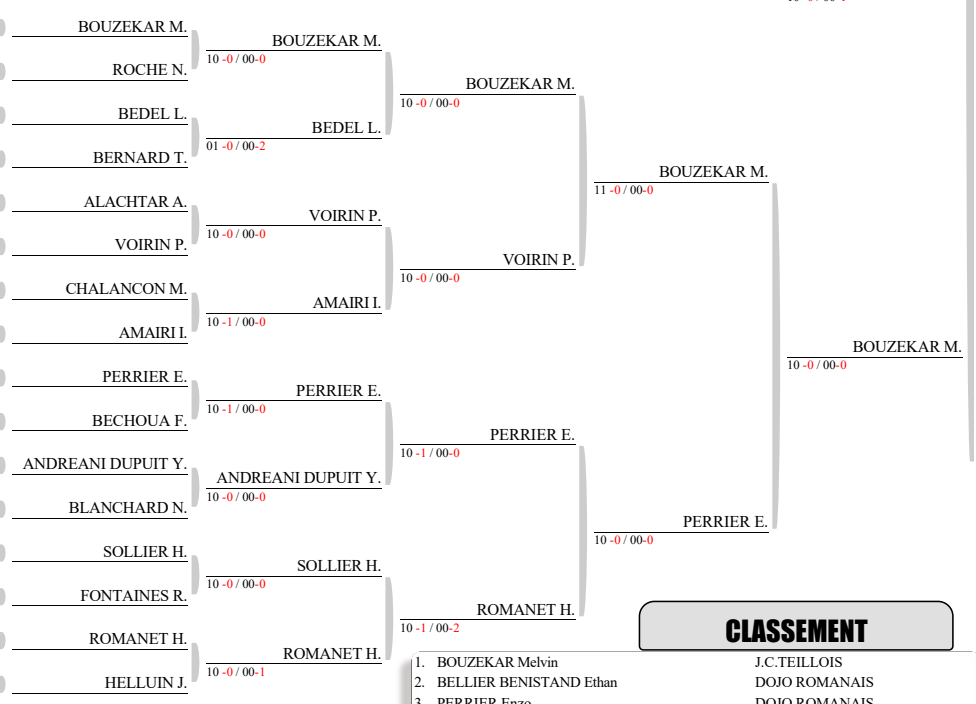 BOUZEKAR M.
ROCHE N.
BEDEL L.
BERNARD T.
ALACHTAR A.
VOIRIN P.
CHALANCON M.
AMAIRI I.
PERRIER E.
BECHOUA F.
ANDREANI DUPUIT Y.
BLANCHARD N.
SOLLIER H.
FONTAINES R.
ROMANET H.
HELLUIN J.
BOUZEKAR M.
10 -0 / 00-0
BEDEL L.
01 -0 / 00-2
VOIRIN P.
10 -0 / 00-0
AMAIRI I.
10 -1 / 00-0
PERRIER E.
10 -1 / 00-0
ANDREANI DUPUIT Y.
10 -0 / 00-0
SOLLIER H.
10 -0 / 00-0
ROMANET H.
10 -0 / 00-1
BOUZEKAR M.
10 -0 / 00-0
VOIRIN P.
10 -0 / 00-0
PERRIER E.
10 -1 / 00-0
ROMANET H.
10 -1 / 00-2
BOUZEKAR M.
11 -0 / 00-0
PERRIER E.
10 -0 / 00-0
BOUZEKAR M.
10 -0 / 00-0
CLASSEMENT
1. BOUZEKAR Melvin J.C.TEILLOIS
2. BELLIER BENISTAND Ethan DOJO ROMANAIS
3. PERRIER Enzo DOJO ROMANAIS